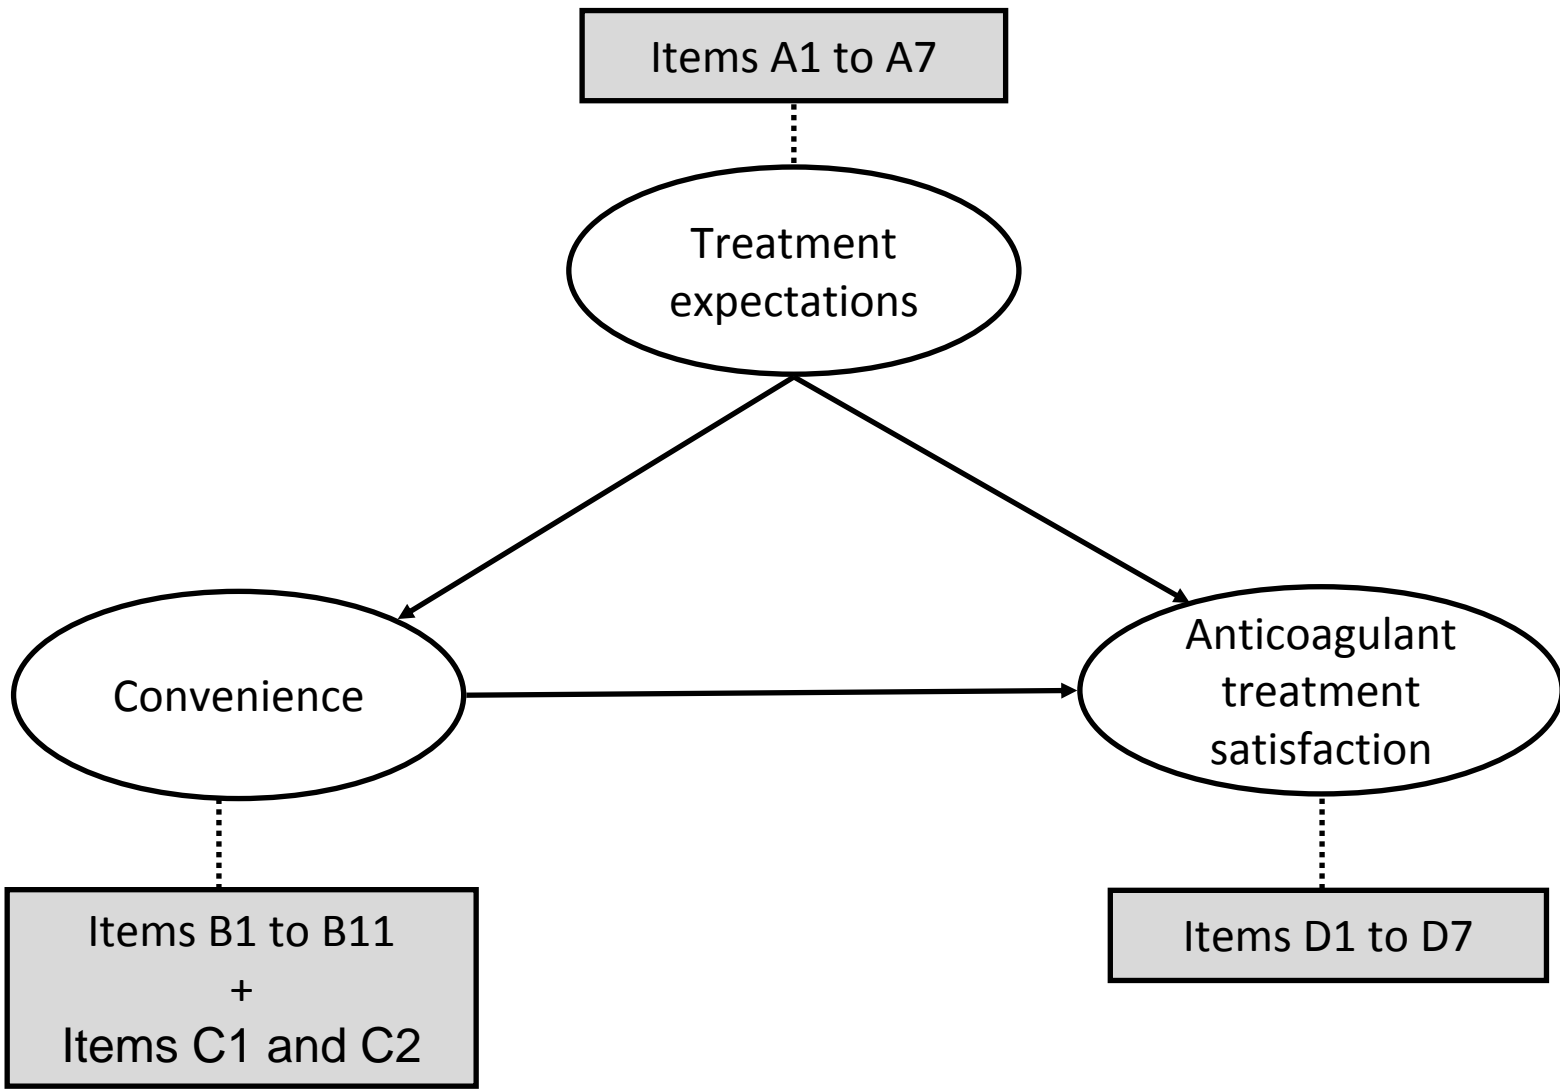 Items A1 to A7
Treatment
expectations
Convenience
Anticoagulant
treatment
satisfaction
Items B1 to B11
+
Items C1 and C2
Items D1 to D7